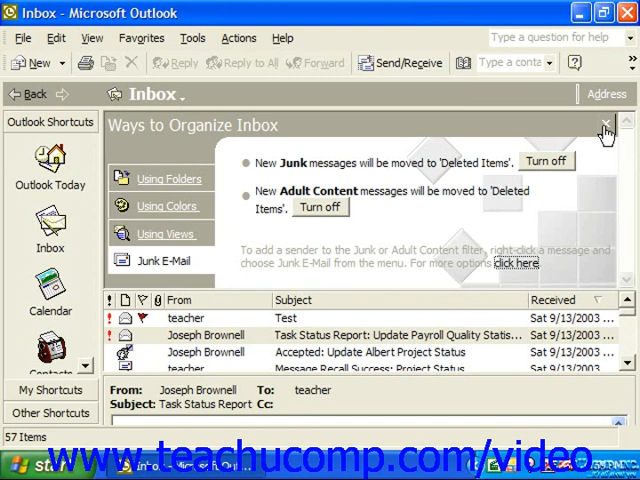 Inbox - Microsoft Outlook
File Edit View Favorites Tools Actions Help Type a question for help
New Reply Reply to All Forward Send/Receive Type a conta
Back Inbox Address
Outlook Shortcuts
Outlook Today
Inbox
Calendar
Contacts
My Shortcuts
Other Shortcuts
Ways to Organize Inbox
Using Folders
Using Colors
Using Views
Junk E-Mail
New Junk messages will be moved to 'Deleted Items'. Turn off
New Adult Content messages will be moved to 'Deleted
Items'. Turn off
To add a sender to the Junk or Adult Content filter, right-click a message and
choose Junk E-Mail from the menu. For more options click here.
! From Subject Received
! teacher Test Sat 9/13/2003 ...
! Joseph Brownell Task Status Report: Update Payroll Quality Statis... Sat 9/13/2003 ...
Joseph Brownell Accepted: Update Albert Project Status Sat 9/13/2003 ...
teacher Message Recall Success: Project Status Sat 9/13/2003 ...
From: Joseph Brownell To: teacher
Subject: Task Status Report Cc:
57 Items
start Inbox - Microsoft Out...
www.teachucomp.com/video